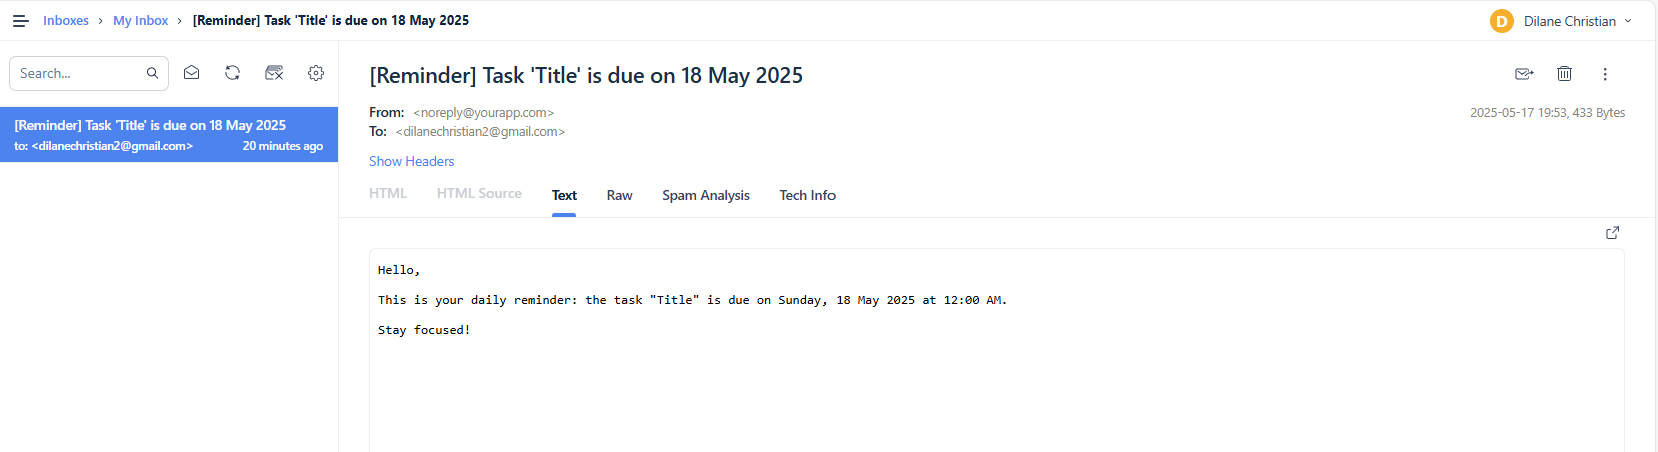 Inboxes > My Inbox > [Reminder] Task 'Title' is due on 18 May 2025
D Dilane Christian
Search...
[Reminder] Task 'Title' is due on 18 May 2025
to: <dilanechristian2@gmail.com> 20 minutes ago
[Reminder] Task 'Title' is due on 18 May 2025
From: <noreply@yourapp.com>
2025-05-17 19:53, 433 Bytes
To: <dilanechristian2@gmail.com>
Show Headers
HTML HTML Source Text Raw Spam Analysis Tech Info
Hello,
This is your daily reminder: the task "Title" is due on Sunday, 18 May 2025 at 12:00 AM.
Stay focused!